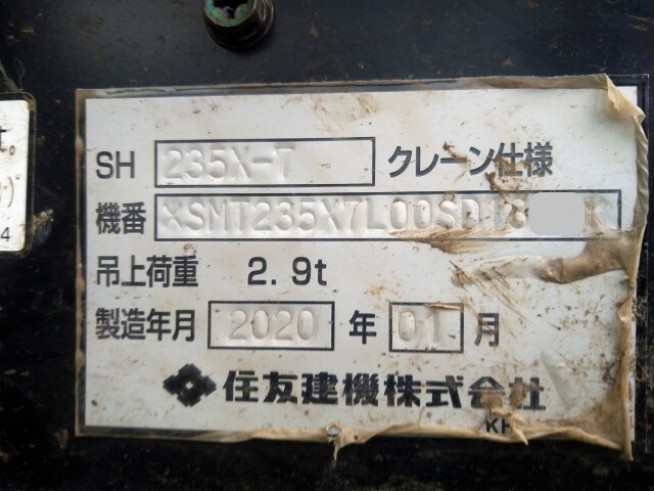 SH 235X-7 クレーン仕様
機番 XSMT235X7L00SD18
吊上荷重 2.9t
製造年月 2020 年 01 月
住友建機株式会社
KH